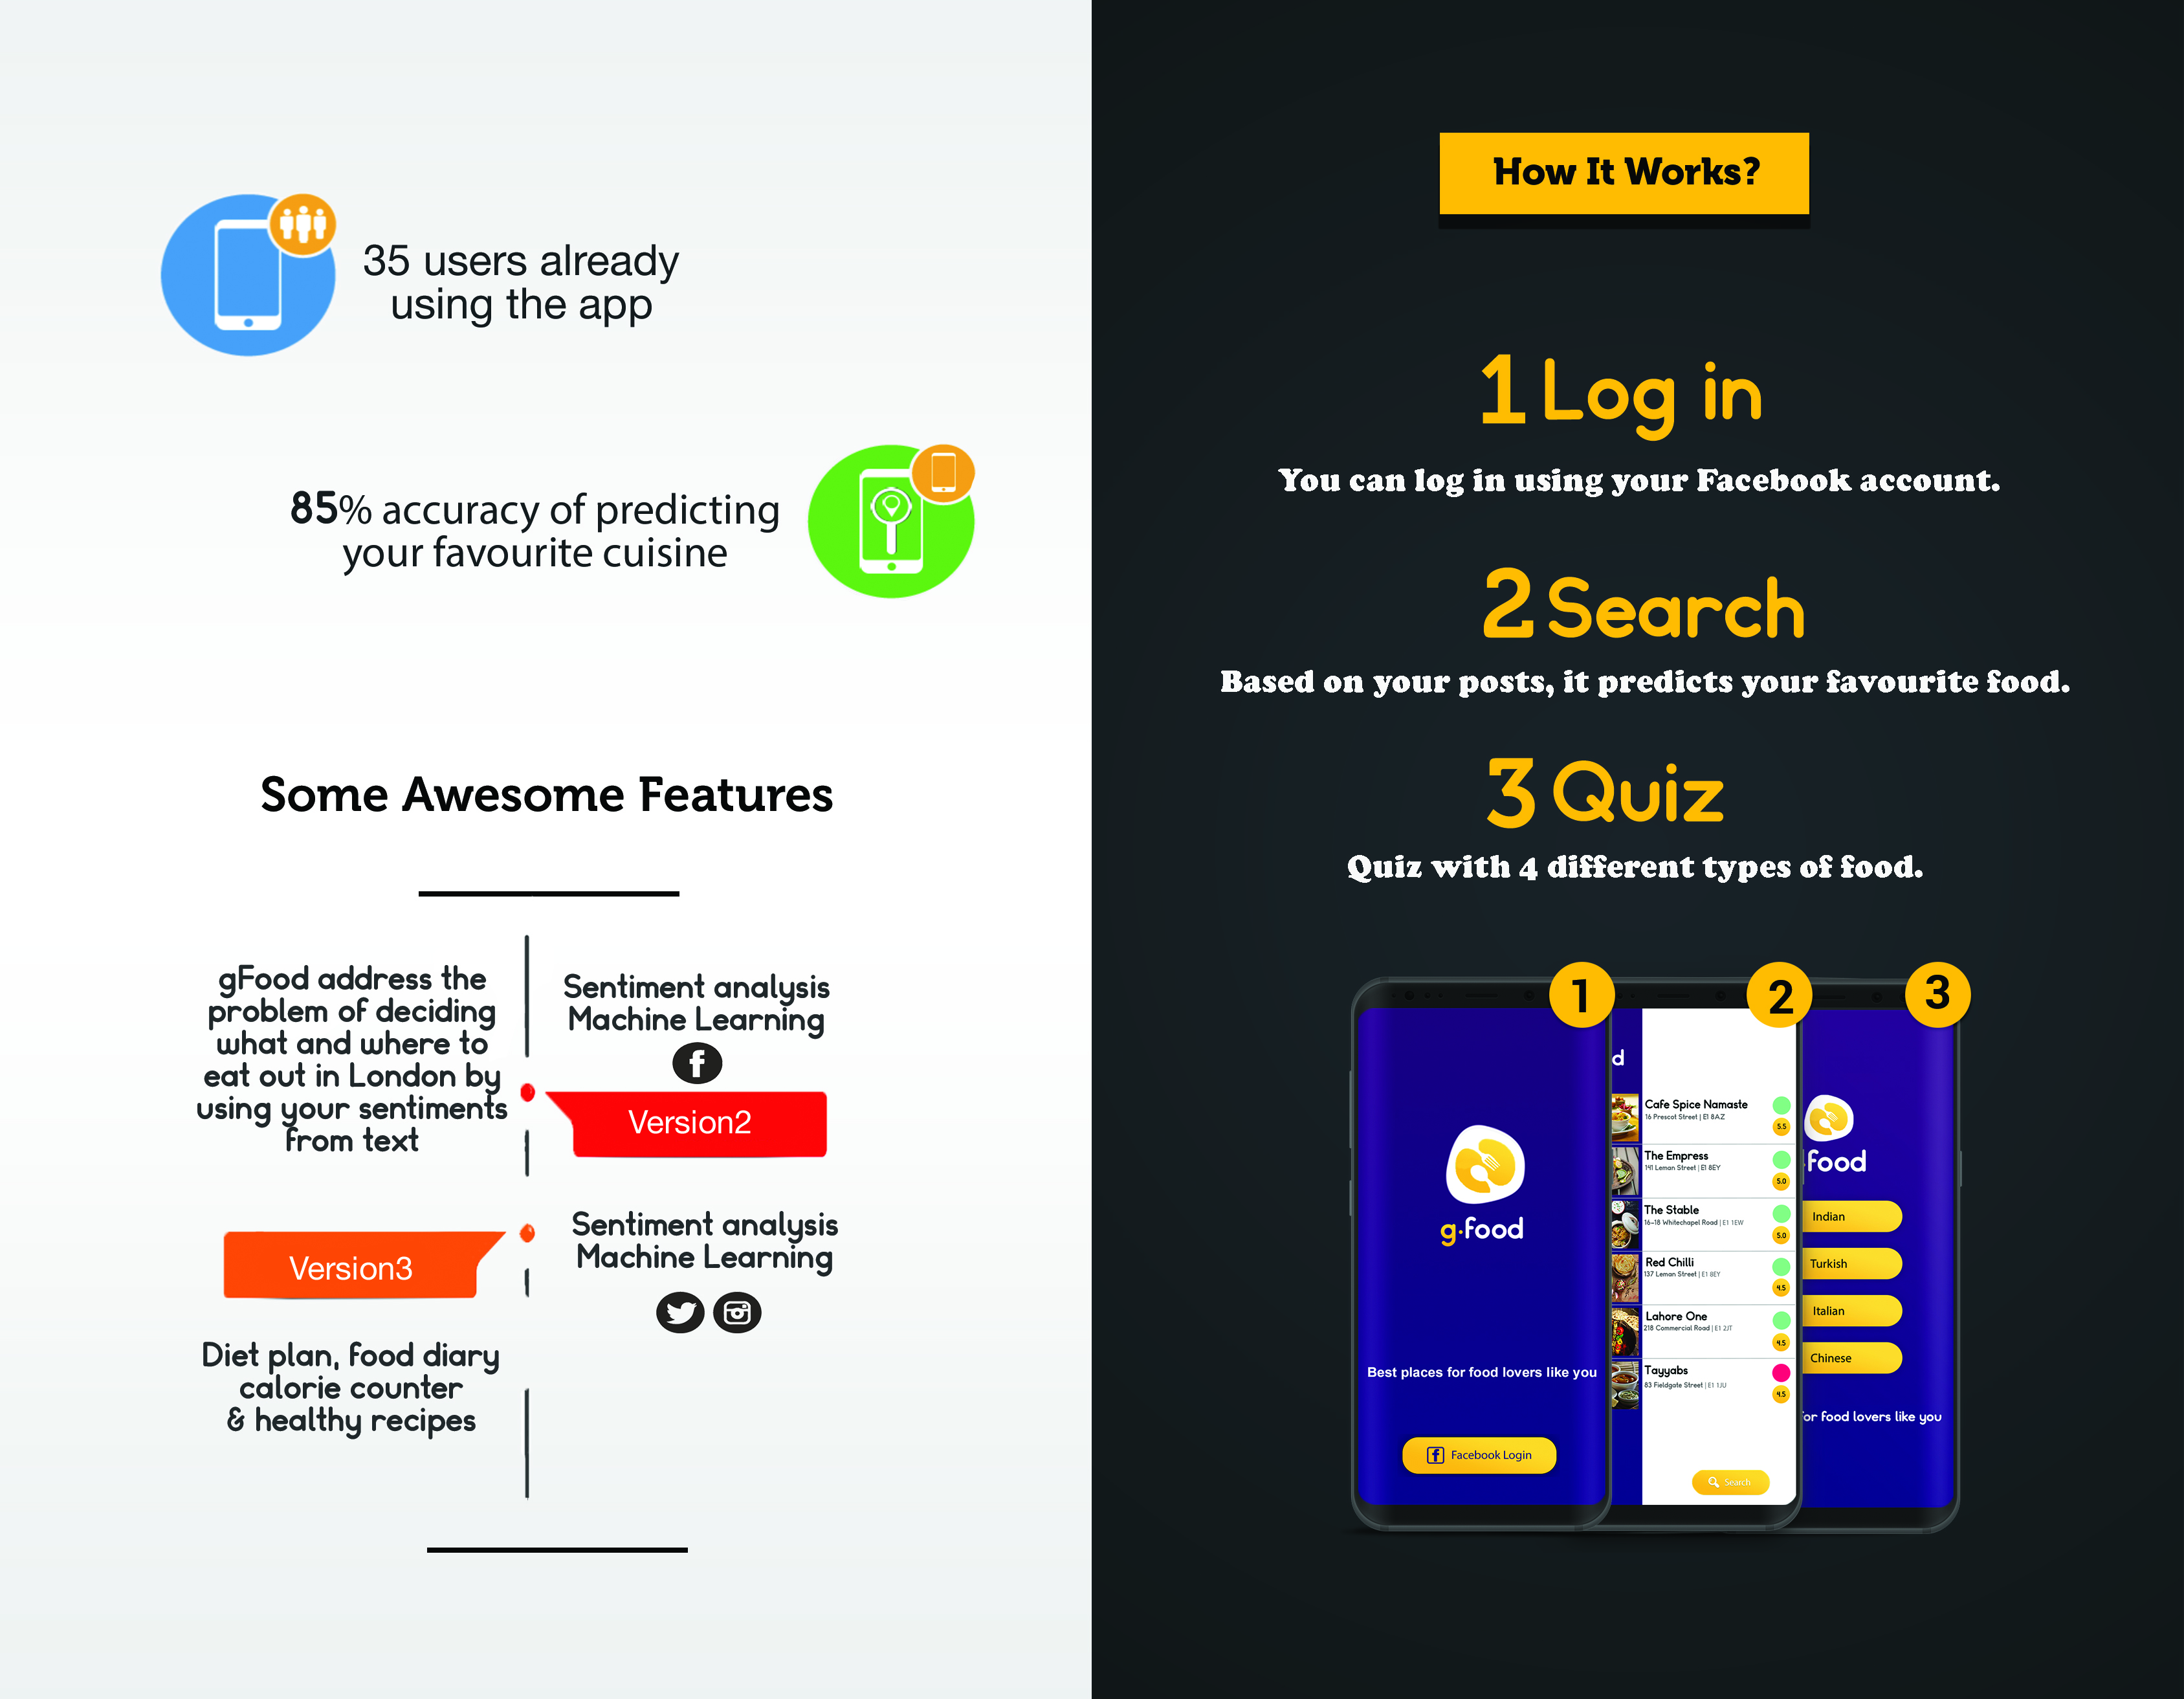 35 users already
using the app
85% accuracy of predicting
your favourite cuisine
Some Awesome Features
gFood address the
problem of deciding
what and where to
eat out in London by
using your sentiments
from text
Sentiment analysis
Machine Learning
f
Version2
Version3
Sentiment analysis
Machine Learning
Diet plan, food diary
calorie counter
& healthy recipes
How It Works?
1 Log in
You can log in using your Facebook account.
2 Search
Based on your posts, it predicts your favourite food.
3 Quiz
Quiz with 4 different types of food.
1
g·food
Best places for food lovers like you
f Facebook Login
2
d
Cafe Spice Namaste
16 Prescot Street | E1 8AZ
5.5
The Empress
141 Leman Street | E1 8EY
5.0
The Stable
16-18 Whitechapel Road | E1 1EW
5.0
Red Chilli
137 Leman Street | E1 8EY
4.5
Lahore One
218 Commercial Road | E1 2JT
4.5
Tayyabs
83 Fieldgate Street | E1 1JU
4.5
Search
3
·food
Indian
Turkish
Italian
Chinese
for food lovers like you